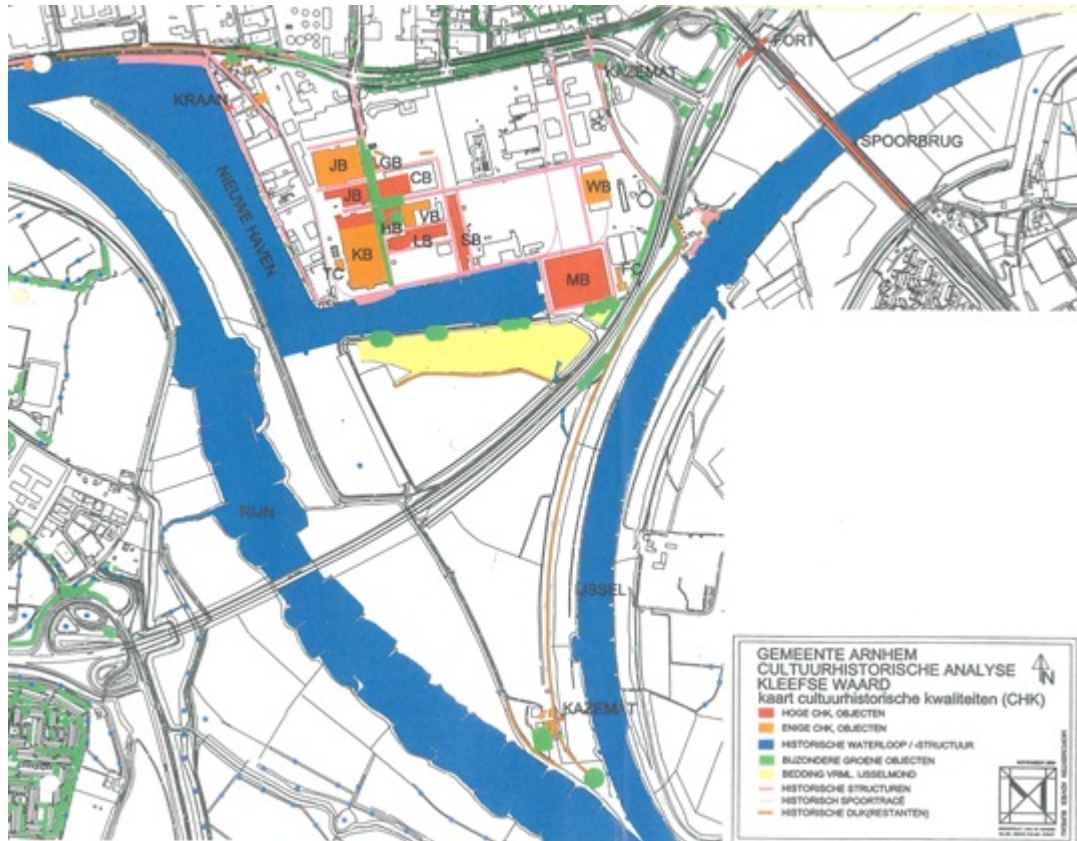 FORT
KAZEMAT
KRAAN
SPOORBRUG
NIEUWE HAVEN
JB
GB
CB
JB
WB
HB
VB
LB
SB
KB
TC
MB
FC
RIJN
IJSSEL
KAZEMAT
GEMEENTE ARNHEM
CULTUURHISTORISCHE ANALYSE
KLEEFSE WAARD
kaart cultuurhistorische kwaliteiten (CHK)
N
HOGE CHK, OBJECTEN
ENIGE CHK, OBJECTEN
HISTORISCHE WATERLOOP / -STRUCTUUR
BIJZONDERE GROENE OBJECTEN
BEDDING VRML. IJSSELMOND
HISTORISCHE STRUCTUREN
HISTORISCH SPOORTRACÉ
HISTORISCHE DIJK(RESTANTEN)